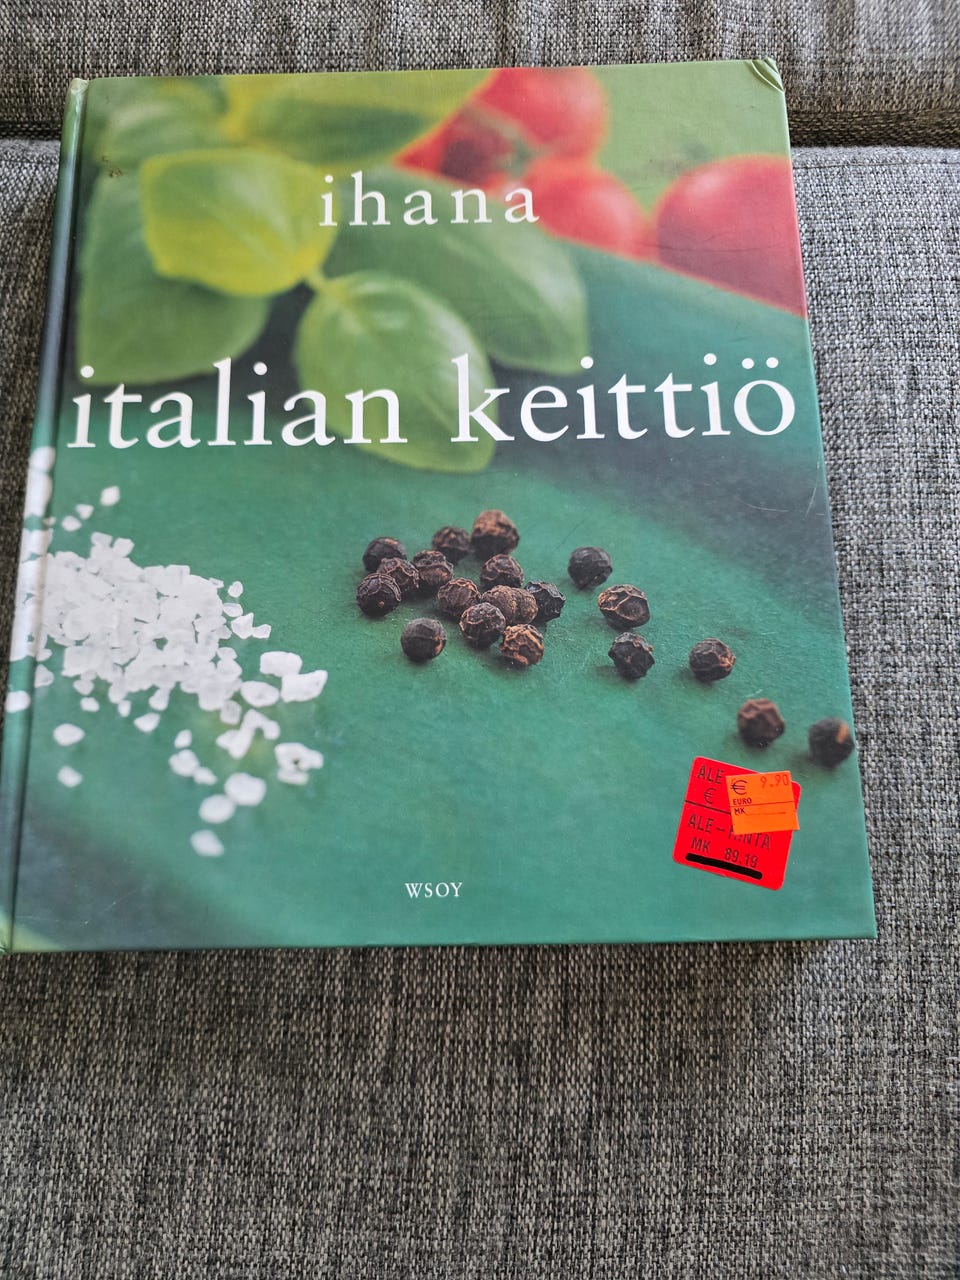 ihana
italian keittiö
WSOY
ALE
€
€ 9.90
EURO
MK
ALE-HINTA
MK 89.19